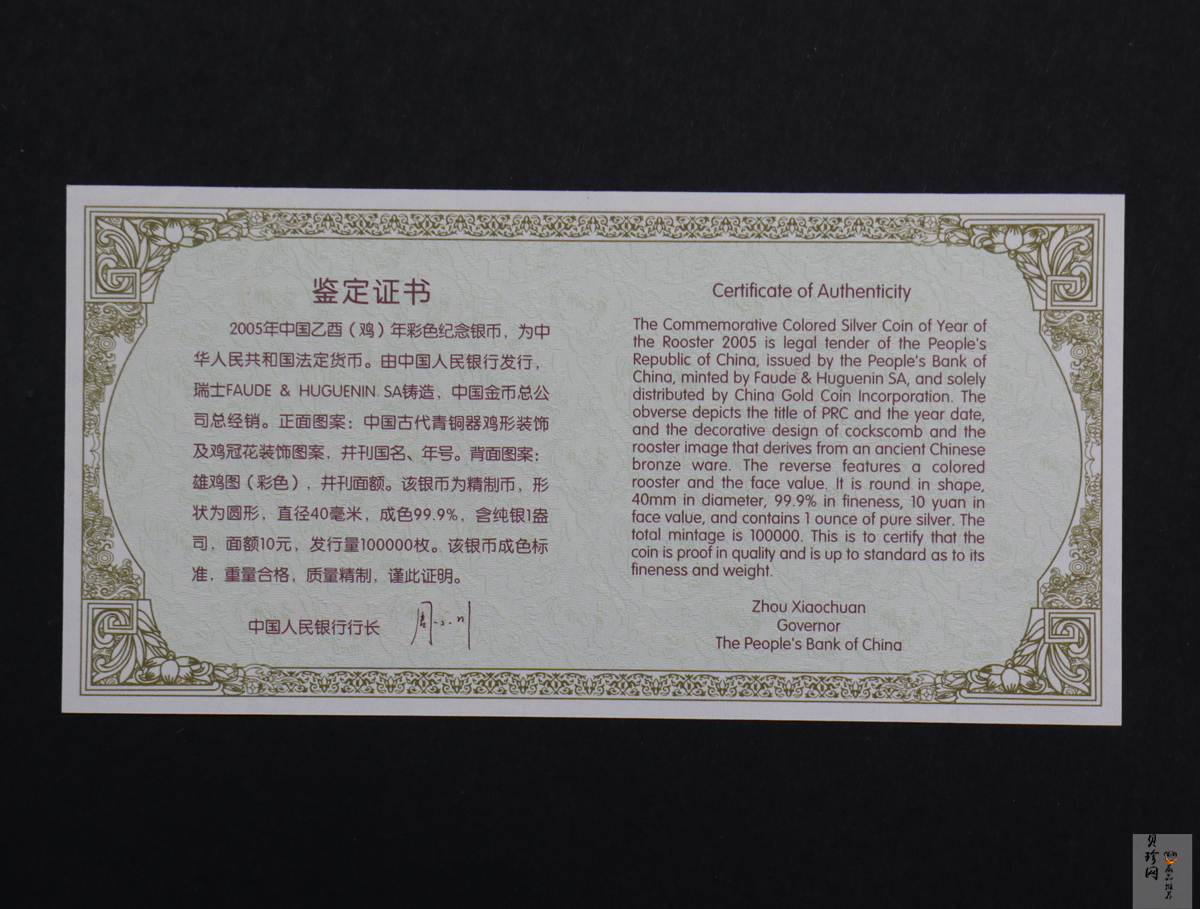 鉴定证书
2005年中国乙酉（鸡）年彩色纪念银币，为中
华人民共和国法定货币。由中国人民银行发行，
瑞士FAUDE & HUGUENIN. SA铸造，中国金币总公
司总经销。正面图案：中国古代青铜器鸡形装饰
及鸡冠花装饰图案，并刊国名、年号。背面图案：
雄鸡图（彩色），并刊面额。该银币为精制币，形
状为圆形，直径40毫米，成色99.9%，含纯银1盎
司，面额10元，发行量100000枚。该银币成色标
准，重量合格，质量精制，谨此证明。
中国人民银行行长
Certificate of Authenticity
The Commemorative Colored Silver Coin of Year of
the Rooster 2005 is legal tender of the People's
Republic of China, issued by the People's Bank of
China, minted by Faude & Huguenin SA, and solely
distributed by China Gold Coin Incorporation. The
obverse depicts the title of PRC and the year date,
and the decorative design of cockscomb and the
rooster image that derives from an ancient Chinese
bronze ware. The reverse features a colored
rooster and the face value. It is round in shape,
40mm in diameter, 99.9% in fineness, 10 yuan in
face value, and contains 1 ounce of pure silver. The
total mintage is 100000. This is to certify that the
coin is proof in quality and is up to standard as to its
fineness and weight.
Zhou Xiaochuan
Governor
The People's Bank of China
贝珍网